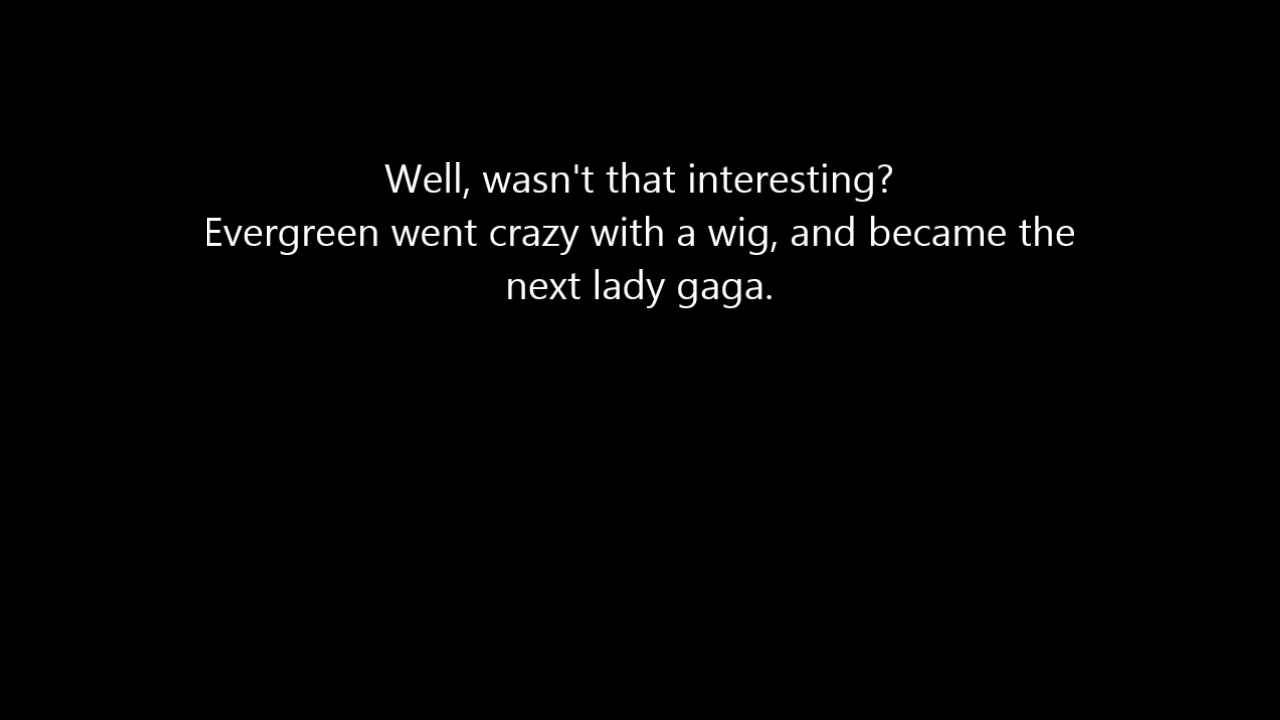 Well, wasn't that interesting?
Evergreen went crazy with a wig, and became the
next lady gaga.